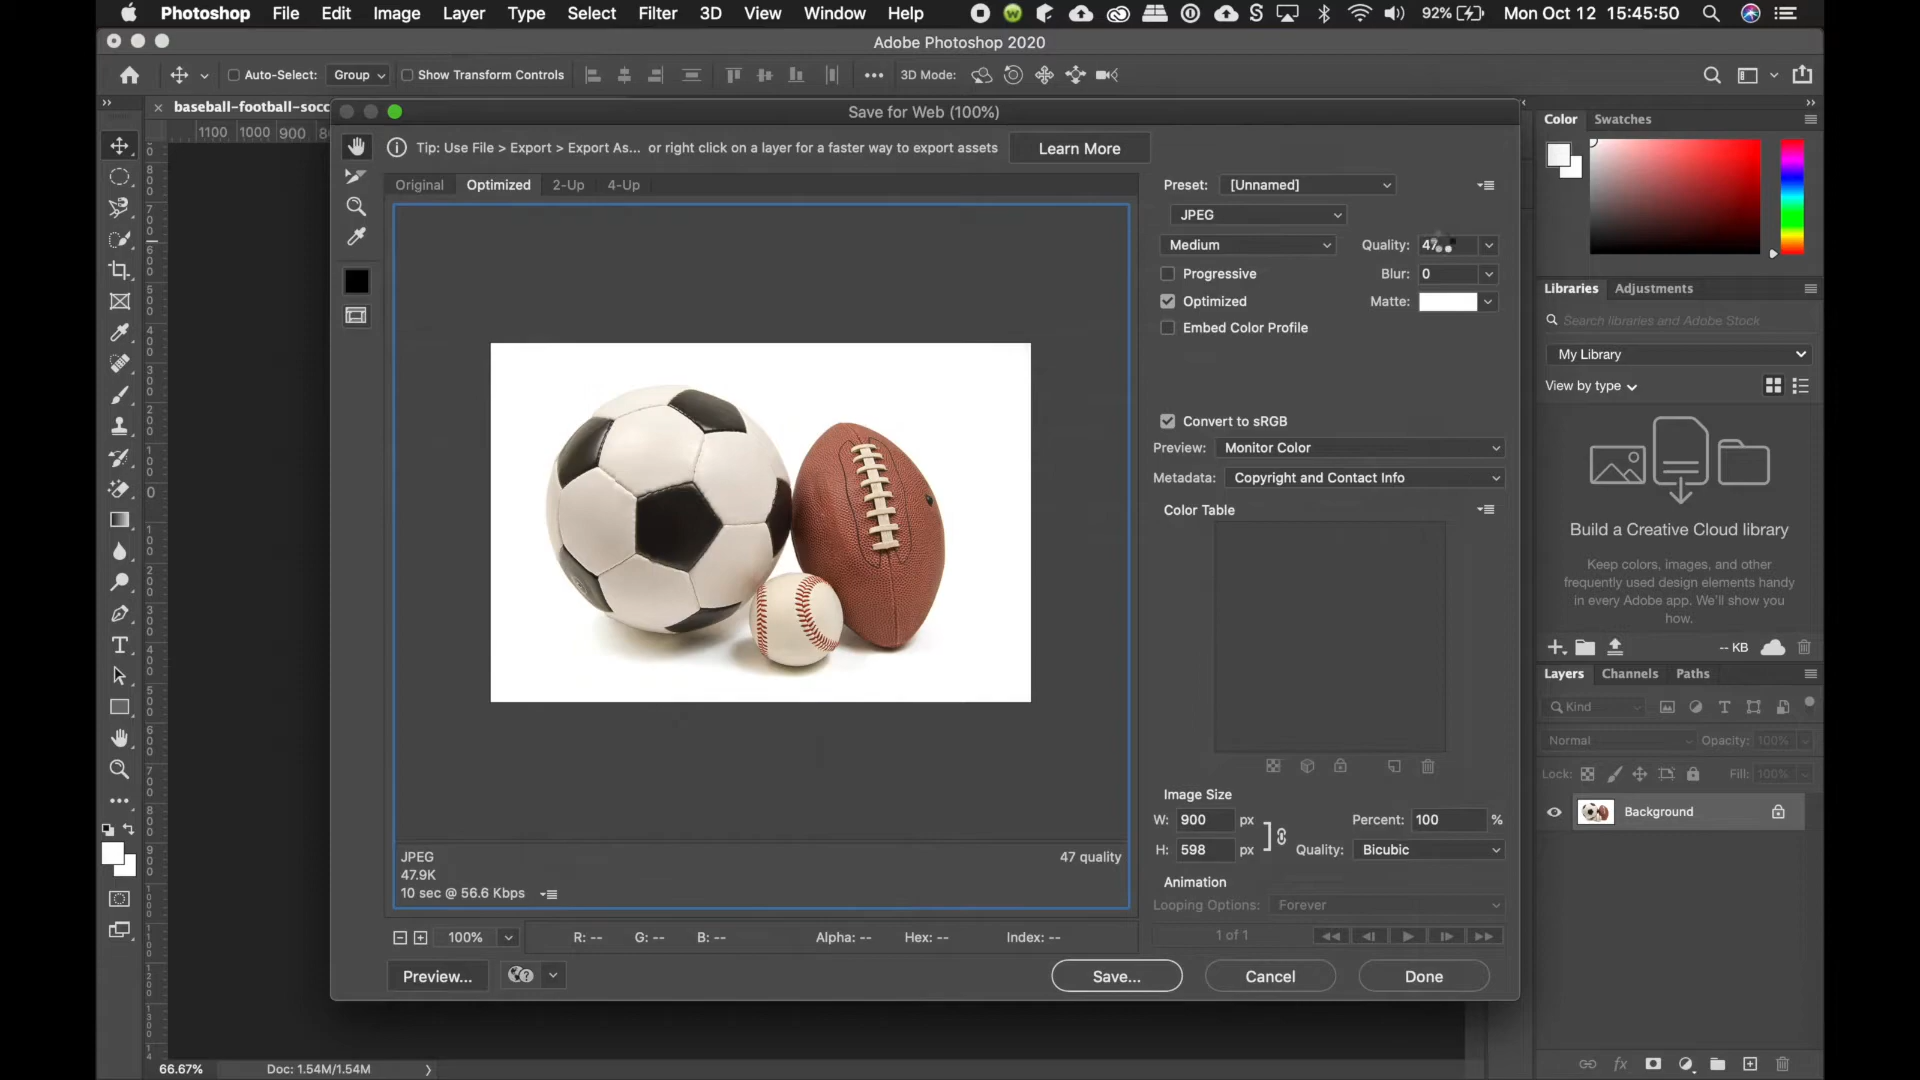 Photoshop File Edit Image Layer Type Select Filter 3D View Window Help 92% Mon Oct 12 15:45:50
Adobe Photoshop 2020
Auto-Select: Group Show Transform Controls 3D Mode:
baseball-football-socc
1100 1000 900
Save for Web (100%)
Tip: Use File > Export > Export As... or right click on a layer for a faster way to export assets Learn More
Original Optimized 2-Up 4-Up
Preset: [Unnamed]
JPEG
Medium Quality: 47
Progressive Blur: 0
Optimized Matte:
Embed Color Profile
Convert to sRGB
Preview: Monitor Color
Metadata: Copyright and Contact Info
Color Table
Image Size
W: 900 px Percent: 100 %
H: 598 px Quality: Bicubic
Animation
Looping Options: Forever
1 of 1
JPEG 47 quality
47.9K
10 sec @ 56.6 Kbps
100% R: -- G: -- B: -- Alpha: -- Hex: -- Index: --
Preview... Save... Cancel Done
Color Swatches
Libraries Adjustments
Search libraries and Adobe Stock
My Library
View by type
Build a Creative Cloud library
Keep colors, images, and other
frequently used design elements handy
in every Adobe app. We'll show you
how.
-- KB
Layers Channels Paths
Kind
Normal Opacity: 100%
Lock: Fill: 100%
Background
fx
66.67% Doc: 1.54M/1.54M